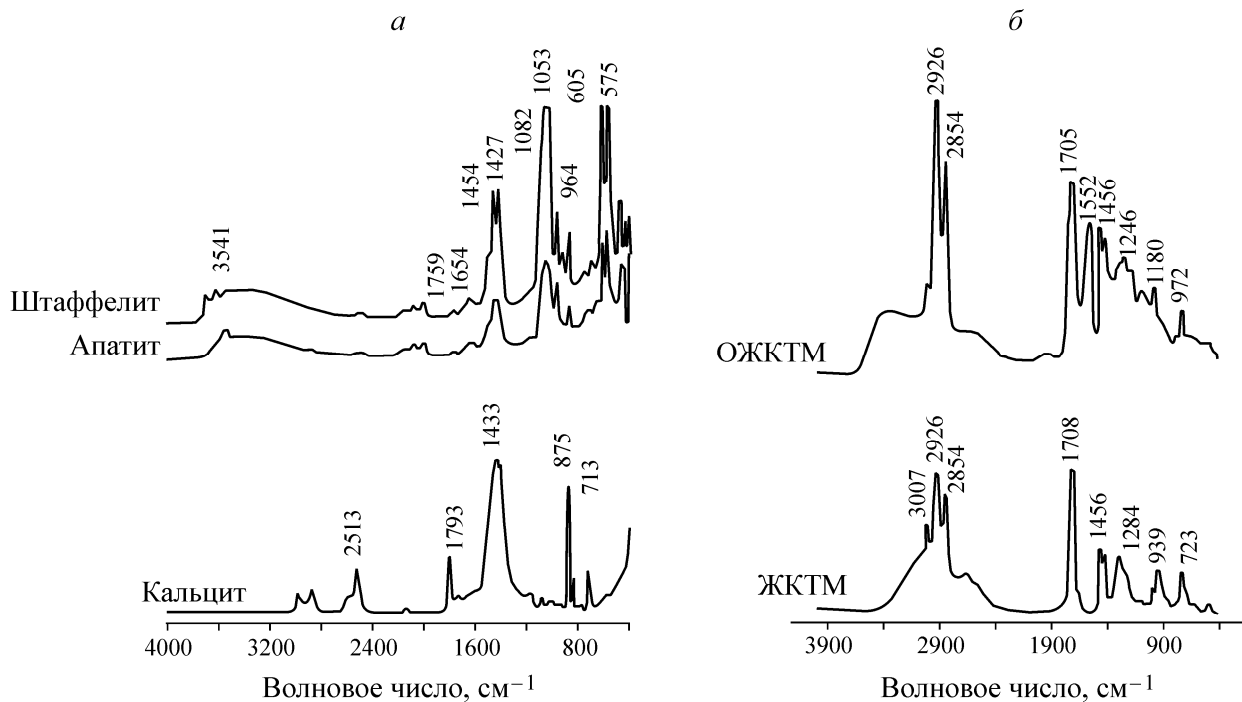 а
3541
1759
1654
1454
1427
1082
1053
964
605
575
Штаффелит
Апатит
2513
1793
1433
875
713
Кальцит
4000 3200 2400 1600 800
Волновое число, см⁻¹
б
2926
2854
1705
1552
1456
1246
1180
972
ОЖКТМ
3007
2926
2854
1708
1456
1284
939
723
ЖКТМ
3900 2900 1900 900
Волновое число, см⁻¹